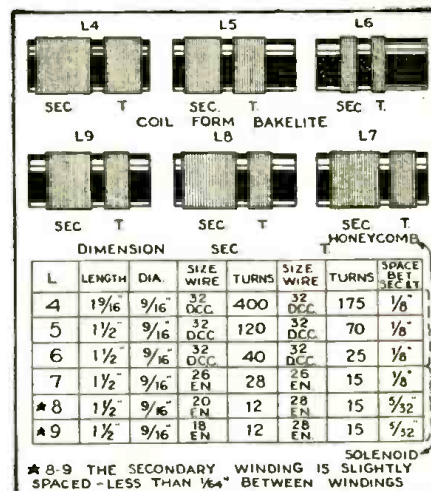 L4 L5 L6
SEC T. SEC. T. SEC T.
COIL FORM BAKELITE
L9 L8 L7
SEC T. SEC T. SEC T.
HONEYCOMB
DIMENSION SEC T.
L LENGTH DIA. SIZE WIRE TURNS SIZE WIRE TURNS SPACE BET SEC & T.
4 1 9/16" 9/16" 32 DCC. 400 32 DCC. 175 1/8"
5 1 1/2" 9/16" 32 DCC. 120 32 DCC. 70 1/8"
6 1 1/2" 9/16" 32 DCC. 40 32 DCC. 25 1/8"
7 1 1/2" 9/16" 26 EN 28 26 EN 15 1/8"
★8 1 1/2" 9/16" 20 EN 12 28 EN 15 5/32"
★9 1 1/2" 9/16" 18 EN 12 28 EN. 15 5/32"
SOLENOID
★ 8-9 THE SECONDARY WINDING IS SLIGHTLY
SPACED - LESS THAN 1/64" BETWEEN WINDINGS